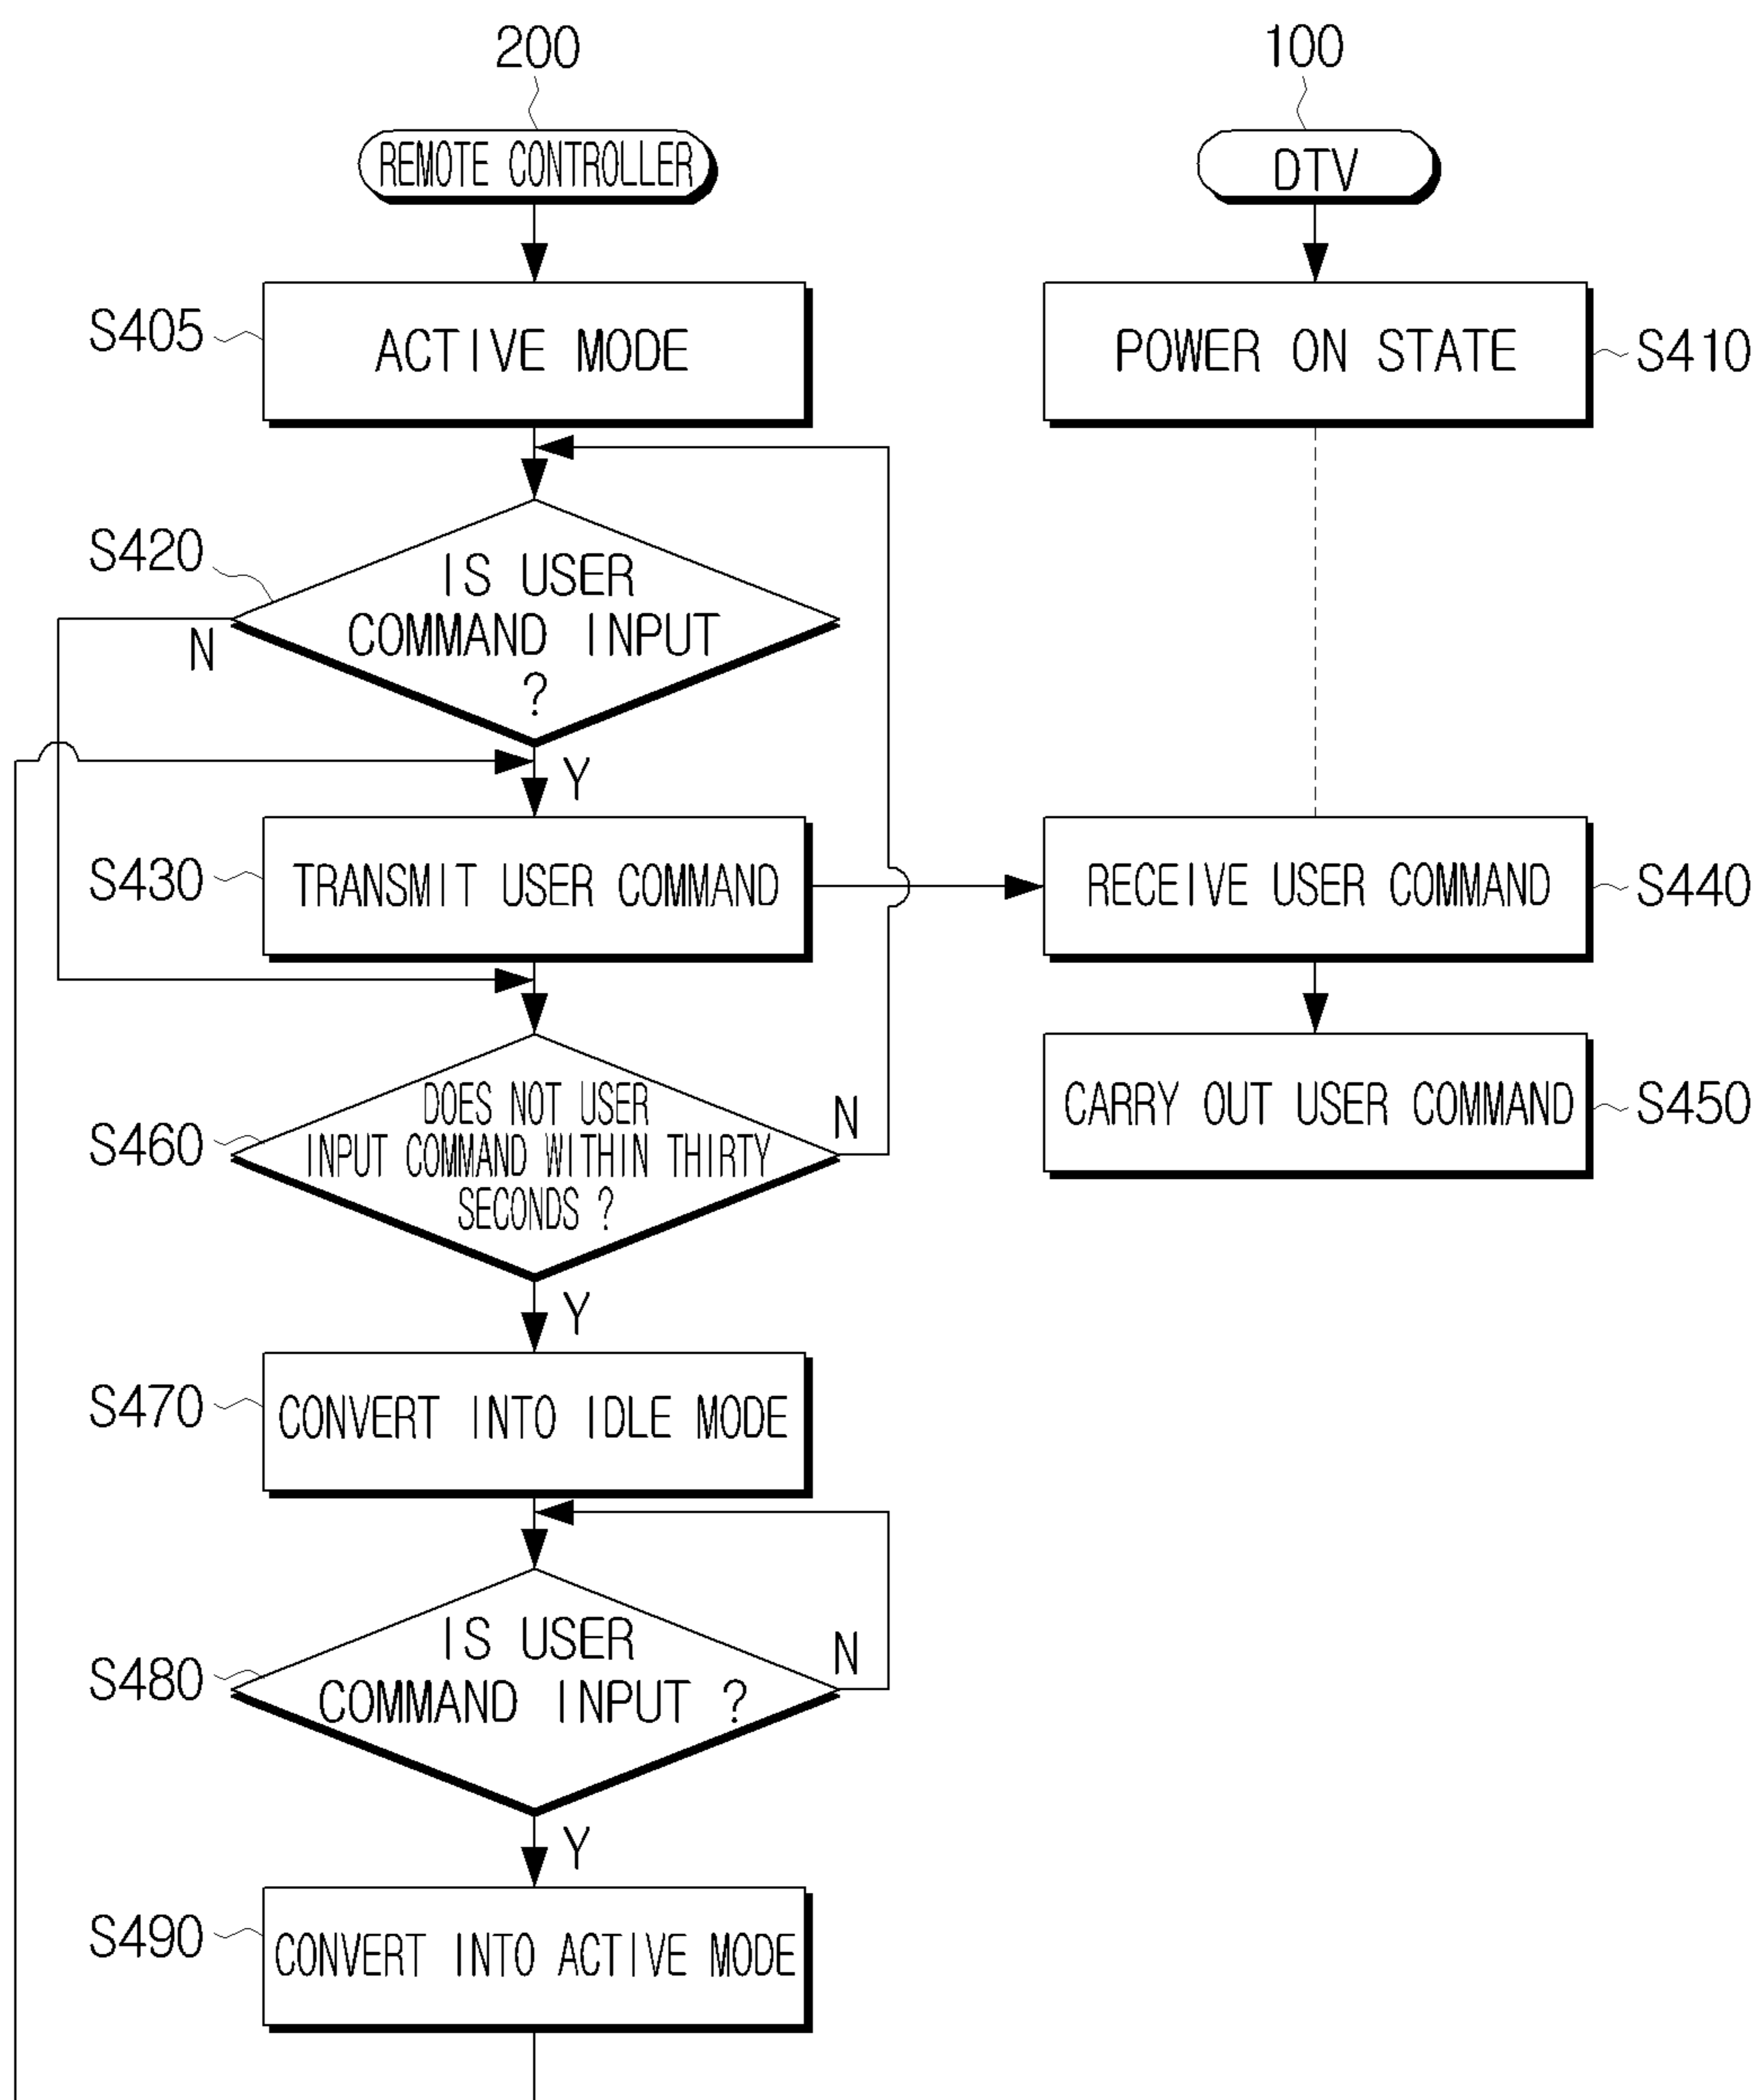 200
100
REMOTE CONTROLLER
DTV
S405
ACTIVE MODE
POWER ON STATE
S410
S420
IS USER
COMMAND INPUT
?
N
Y
S430
TRANSMIT USER COMMAND
RECEIVE USER COMMAND
S440
S460
DOES NOT USER
INPUT COMMAND WITHIN THIRTY
SECONDS ?
N
CARRY OUT USER COMMAND
S450
Y
S470
CONVERT INTO IDLE MODE
S480
IS USER
COMMAND INPUT ?
N
Y
S490
CONVERT INTO ACTIVE MODE